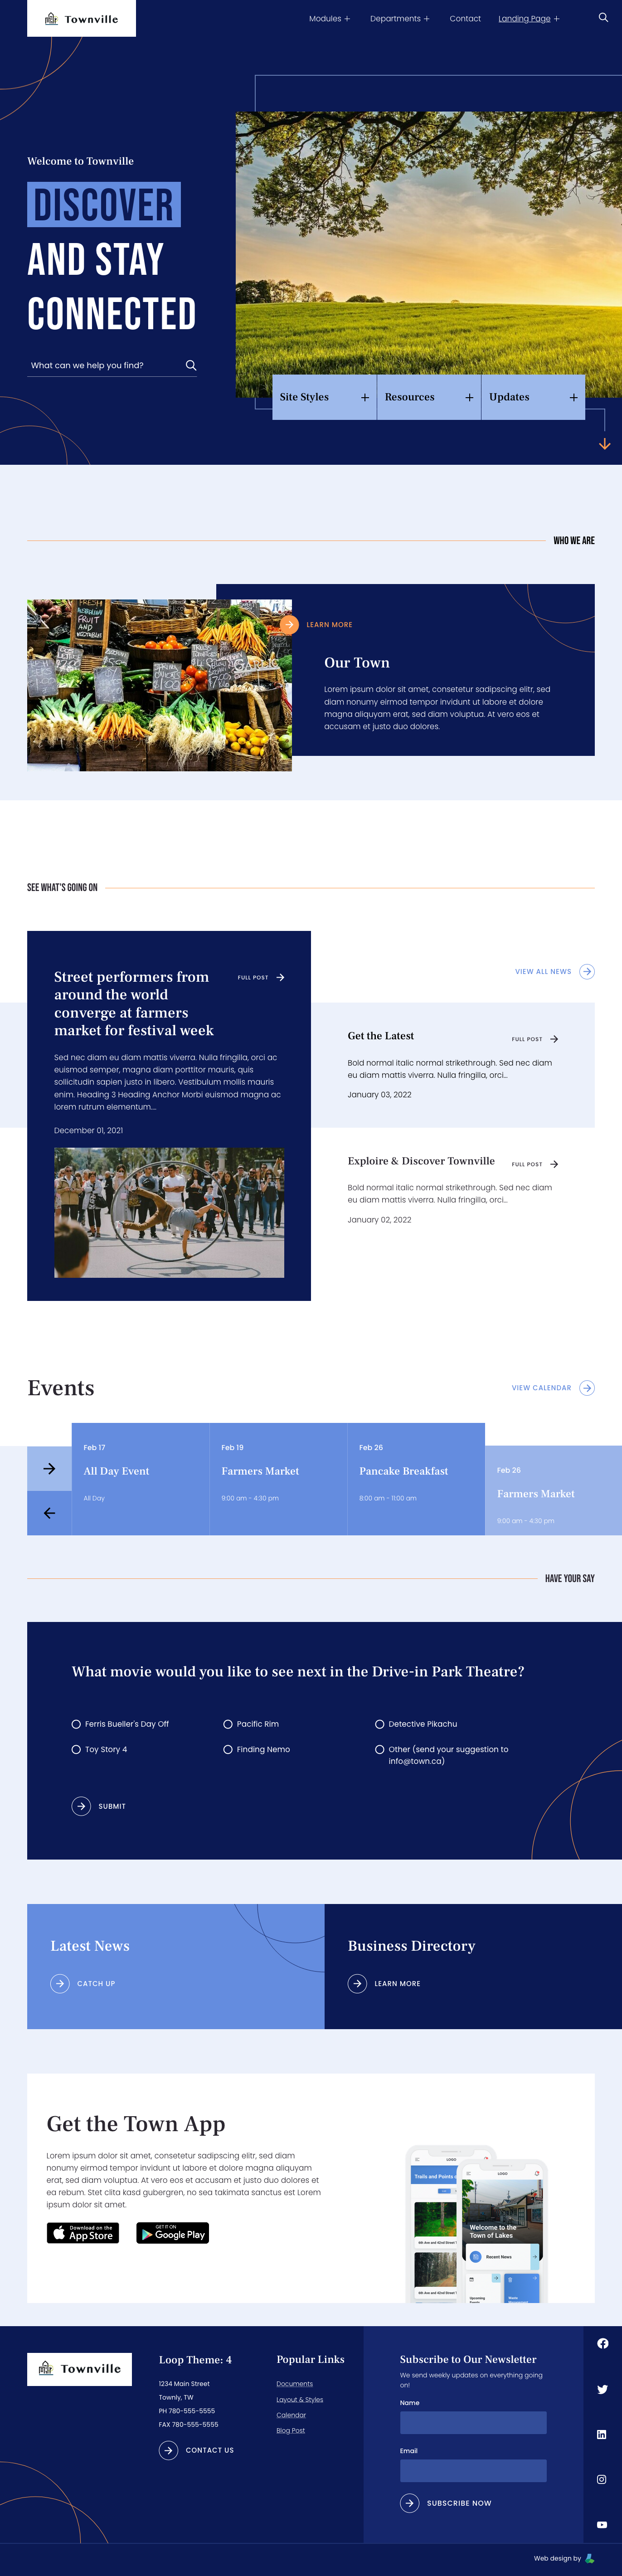 Townville
Modules
Departments
Contact
Landing Page
Welcome to Townville
DISCOVER
AND STAY
CONNECTED
What can we help you find?
Site Styles
Resources
Updates
WHO WE ARE
LEARN MORE
Our Town
Lorem ipsum dolor sit amet, consetetur sadipscing elitr, sed
diam nonumy eirmod tempor invidunt ut labore et dolore
magna aliquyam erat, sed diam voluptua. At vero eos et
accusam et justo duo dolores.
SEE WHAT'S GOING ON
Street performers from
around the world
converge at farmers
market for festival week
FULL POST
Sed nec diam eu diam mattis viverra. Nulla fringilla, orci ac
euismod semper, magna diam porttitor mauris, quis
sollicitudin sapien justo in libero. Vestibulum mollis mauris
enim. Heading 3 Heading Anchor Morbi euismod magna ac
lorem rutrum elementum....
December 01, 2021
VIEW ALL NEWS
Get the Latest
FULL POST
Bold normal italic normal strikethrough. Sed nec diam
eu diam mattis viverra. Nulla fringilla, orci...
January 03, 2022
Exploire & Discover Townville
FULL POST
Bold normal italic normal strikethrough. Sed nec diam
eu diam mattis viverra. Nulla fringilla, orci...
January 02, 2022
Events
VIEW CALENDAR
Feb 17
All Day Event
All Day
Feb 19
Farmers Market
9:00 am - 4:30 pm
Feb 26
Pancake Breakfast
8:00 am - 11:00 am
Feb 26
Farmers Market
9:00 am - 4:30 pm
HAVE YOUR SAY
What movie would you like to see next in the Drive-in Park Theatre?
Ferris Bueller's Day Off
Pacific Rim
Detective Pikachu
Toy Story 4
Finding Nemo
Other (send your suggestion to
info@town.ca)
SUBMIT
Latest News
CATCH UP
Business Directory
LEARN MORE
Get the Town App
Lorem ipsum dolor sit amet, consetetur sadipscing elitr, sed diam
nonumy eirmod tempor invidunt ut labore et dolore magna aliquyam
erat, sed diam voluptua. At vero eos et accusam et justo duo dolores et
ea rebum. Stet clita kasd gubergren, no sea takimata sanctus est Lorem
ipsum dolor sit amet.
Download on the
App Store
GET IT ON
Google Play
LOGO
LOGO
Trails and Points
Welcome to the
Town of Lakes
Recent News
Upcoming
Townville
Loop Theme: 4
1234 Main Street
Townly, TW
PH 780-555-5555
FAX 780-555-5555
CONTACT US
Popular Links
Documents
Layout & Styles
Calendar
Blog Post
Subscribe to Our Newsletter
We send weekly updates on everything going
on!
Name
Email
SUBSCRIBE NOW
Web design by